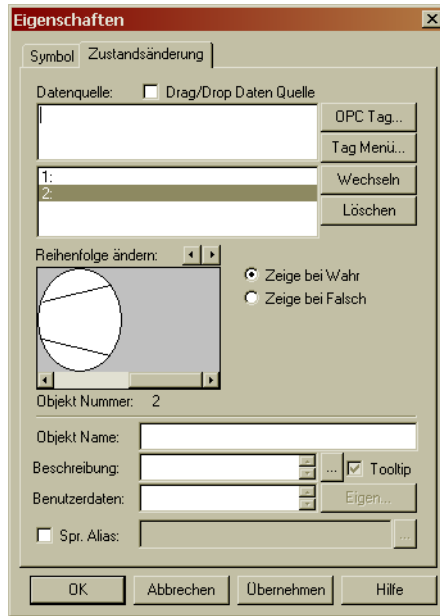 Eigenschaften
Symbol Zustandsänderung
Datenquelle: Drag/Drop Daten Quelle
OPC Tag...
Tag Menü...
1:
Wechseln
2:
Löschen
Reihenfolge ändern:
Zeige bei Wahr
Zeige bei Falsch
Objekt Nummer: 2
Objekt Name:
Beschreibung: ... Tooltip
Benutzerdaten: Eigen...
Spr. Alias: ...
OK Abbrechen Übernehmen Hilfe